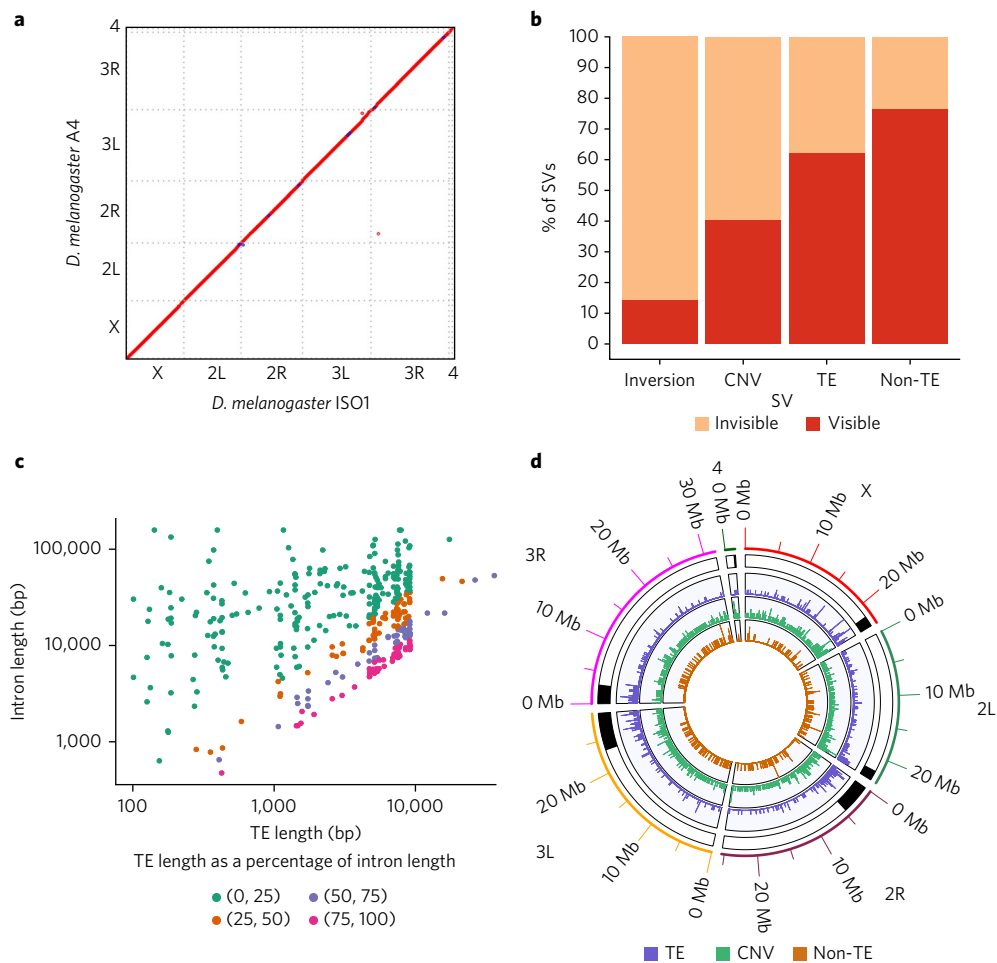 a
4
3R
3L
2R
2L
X
D. melanogaster A4
X 2L 2R 3L 3R 4
D. melanogaster ISO1
b
100
90
80
70
60
50
40
30
20
10
0
% of SVs
Inversion CNV TE Non-TE
SV
Invisible Visible
c
100,000
10,000
1,000
Intron length (bp)
100 1,000 10,000
TE length (bp)
TE length as a percentage of intron length
(0, 25) (50, 75)
(25, 50) (75, 100)
d
4
0 Mb
X
0 Mb
10 Mb
20 Mb
2L
0 Mb
10 Mb
20 Mb
2R
0 Mb
10 Mb
20 Mb
3L
0 Mb
10 Mb
20 Mb
3R
0 Mb
10 Mb
20 Mb
30 Mb
TE CNV Non-TE